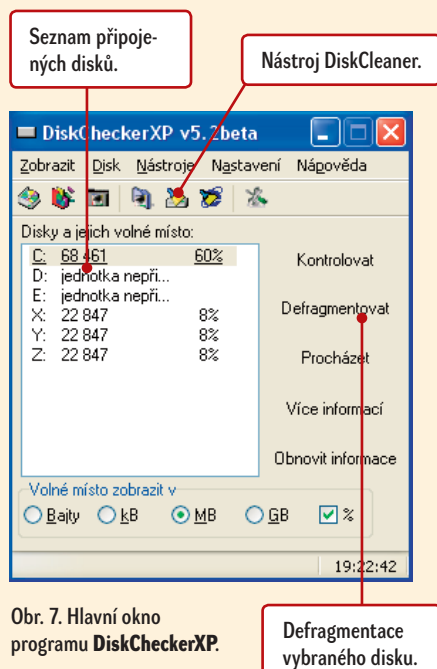 Seznam připoje-
ných disků.
Nástroj DiskCleaner.
DiskCheckerXP v5.2beta
Zobrazit Disk Nástroje Nastavení Nápověda
Disky a jejich volné místo:
C: 68 461 60%
D: jednotka nepři...
E: jednotka nepři...
X: 22 847 8%
Y: 22 847 8%
Z: 22 847 8%
Kontrolovat
Defragmentovat
Procházet
Více informací
Obnovit informace
Volné místo zobrazit v
Bajty kB MB GB %
19:22:42
Obr. 7. Hlavní okno
programu DiskCheckerXP.
Defragmentace
vybraného disku.